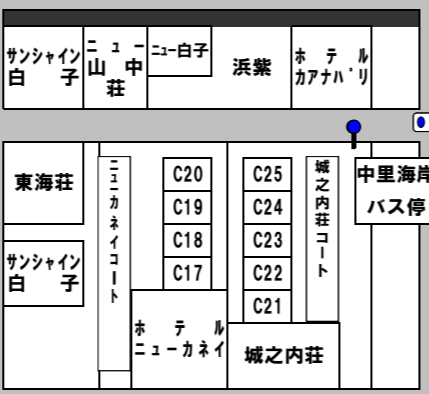 サンシャイン
白子
ニュー
山中
荘
ニュー白子
浜紫
ホテル
カアナパリ
東海荘
サンシャイン
白子
ニューカネイコート
C20
C19
C18
C17
ホテル
ニューカネイ
C25
C24
C23
C22
C21
城之内荘コート
城之内荘
中里海岸
バス停